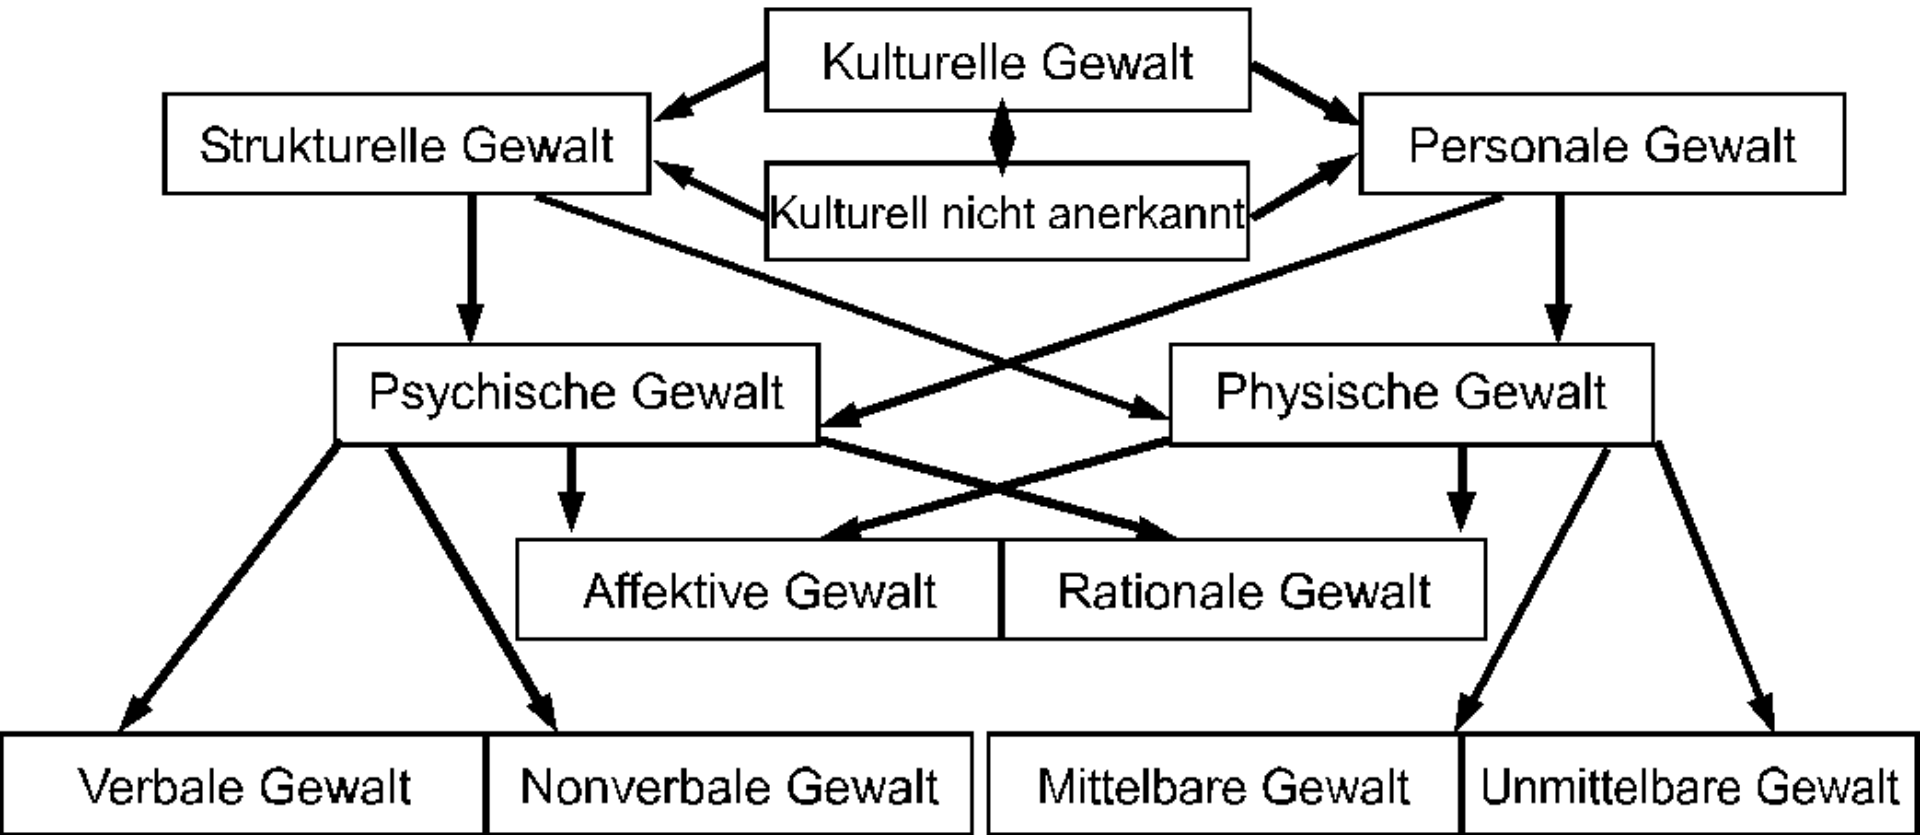 Kulturelle Gewalt
Strukturelle Gewalt
Personale Gewalt
Kulturell nicht anerkannt
Psychische Gewalt
Physische Gewalt
Affektive Gewalt
Rationale Gewalt
Verbale Gewalt
Nonverbale Gewalt
Mittelbare Gewalt
Unmittelbare Gewalt